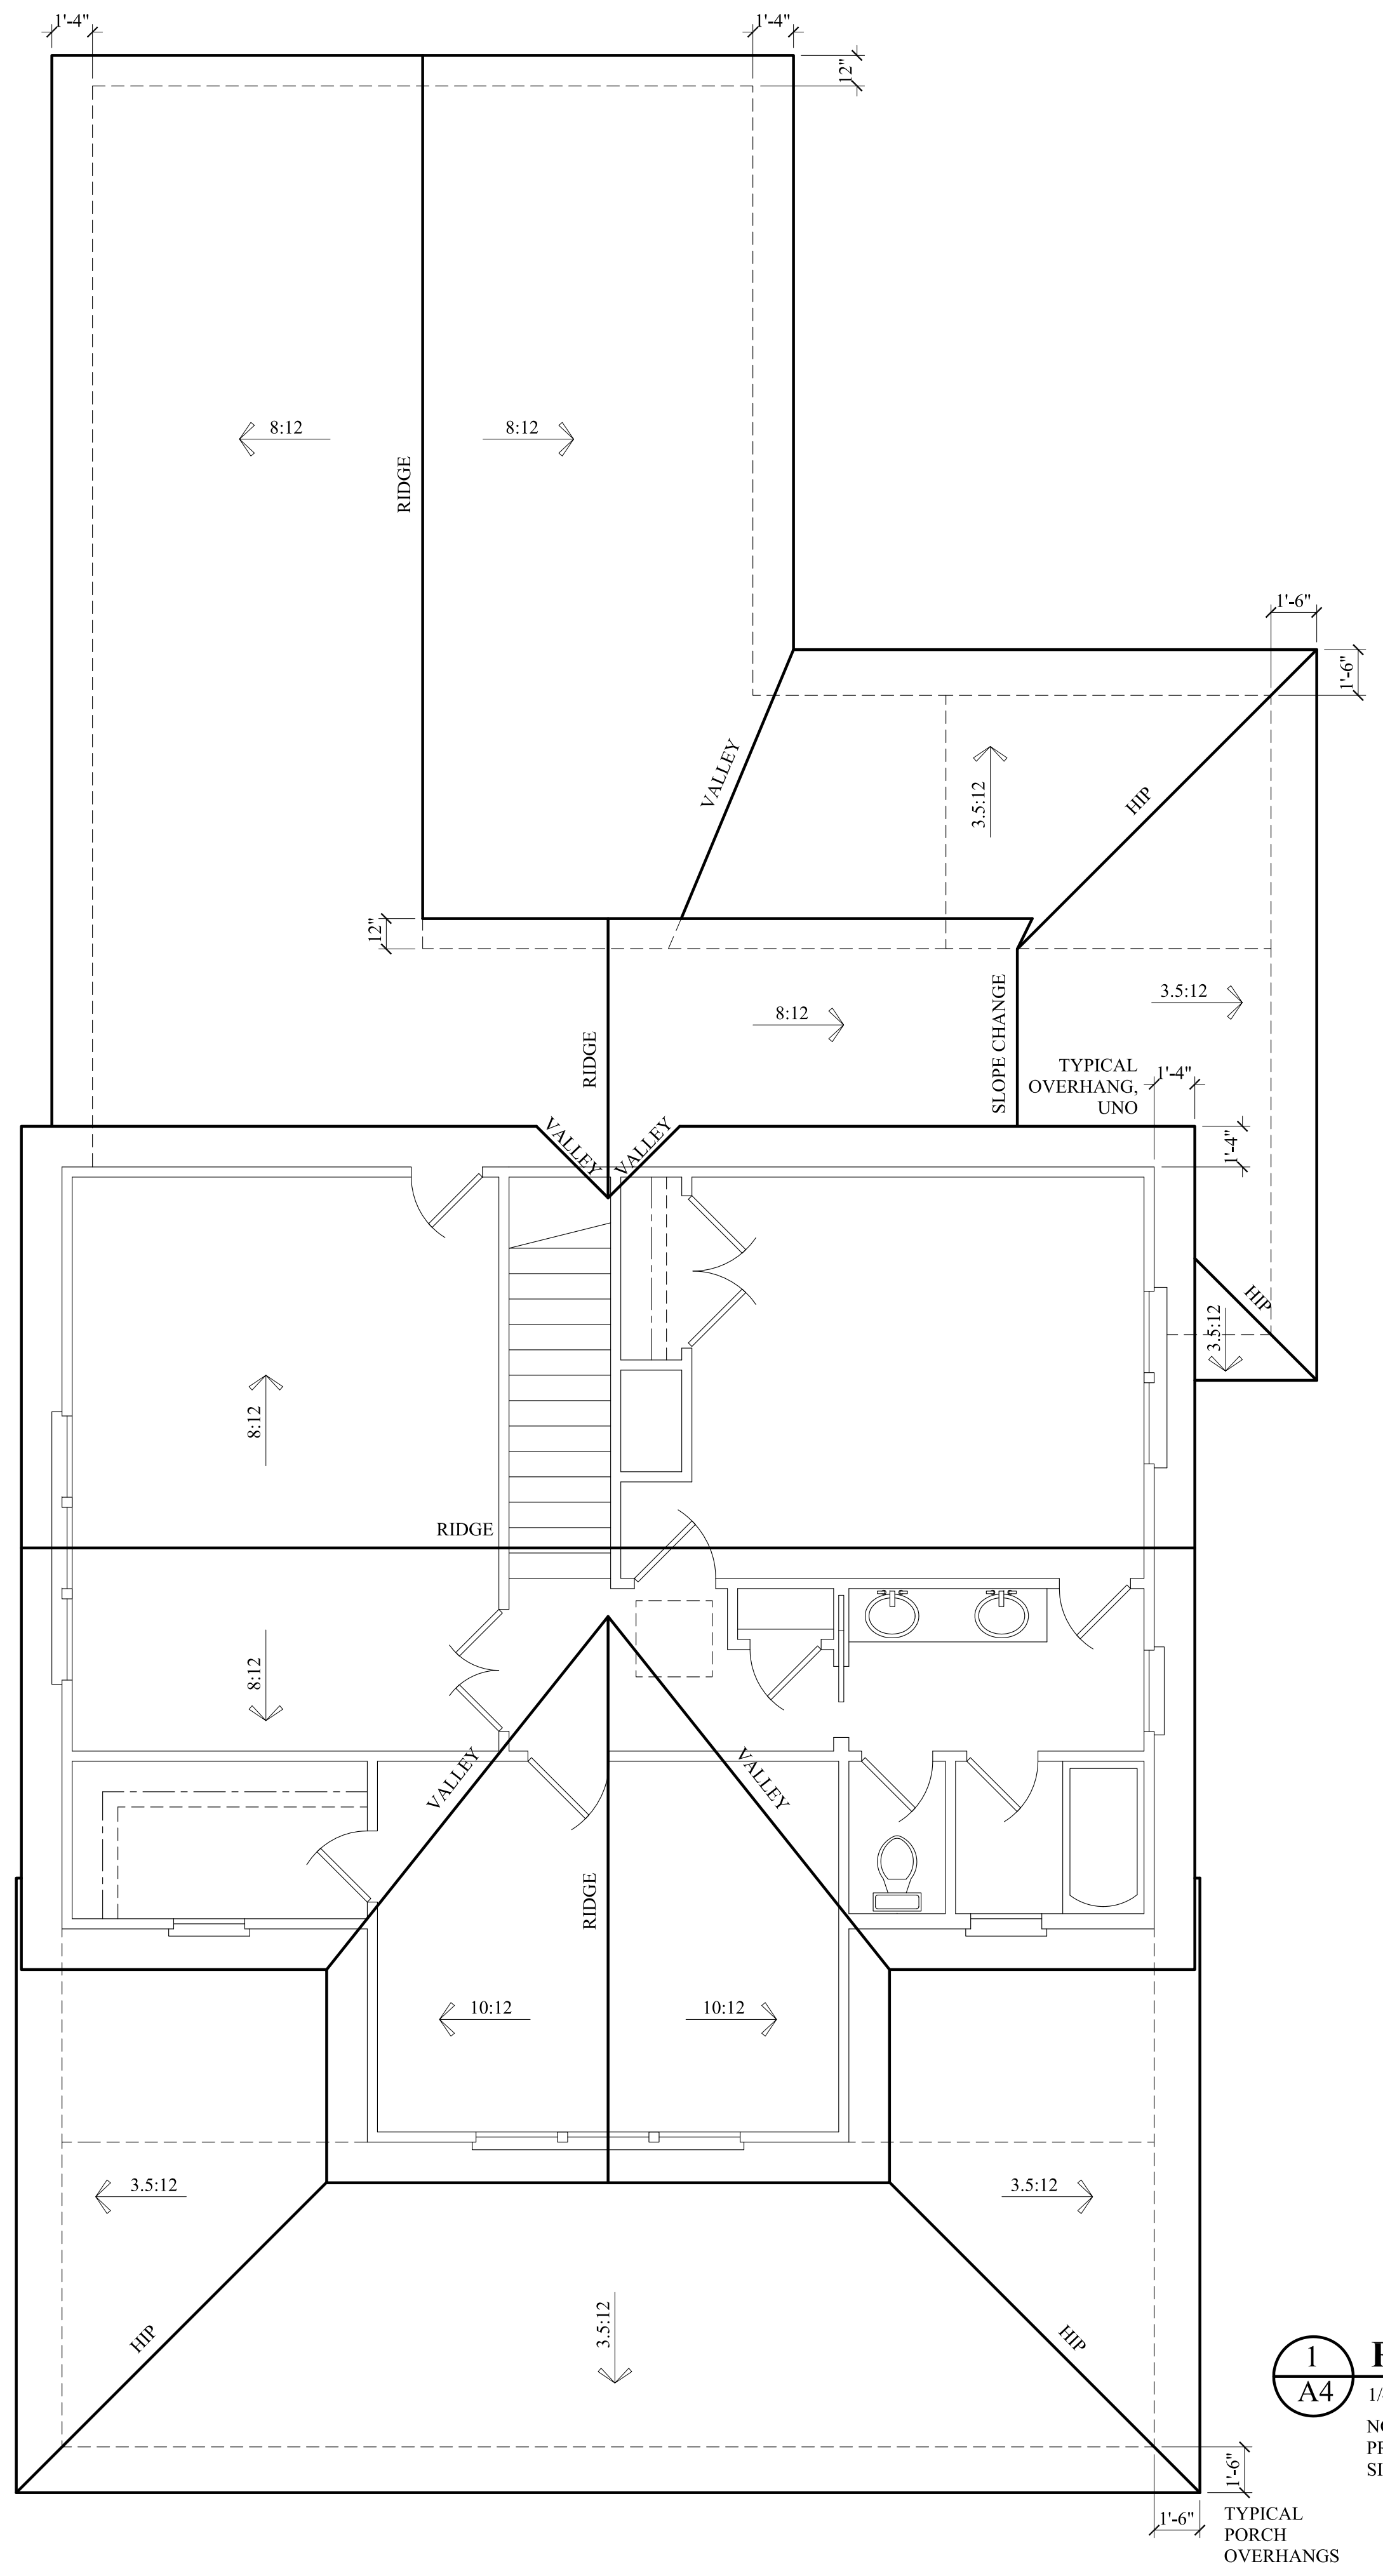 1'-4"
1'-4"
12"
8:12
8:12
RIDGE
1'-6"
1'-6"
VALLEY
3.5:12
HIP
12"
3.5:12
8:12
SLOPE CHANGE
RIDGE
TYPICAL
OVERHANG,
UNO
1'-4"
1'-4"
VALLEY
VALLEY
HIP
3.5:12
8:12
RIDGE
8:12
VALLEY
VALLEY
RIDGE
10:12
10:12
3.5:12
3.5:12
3.5:12
HIP
HIP
1
A4
1'-6"
1'-6"
TYPICAL
PORCH
OVERHANGS